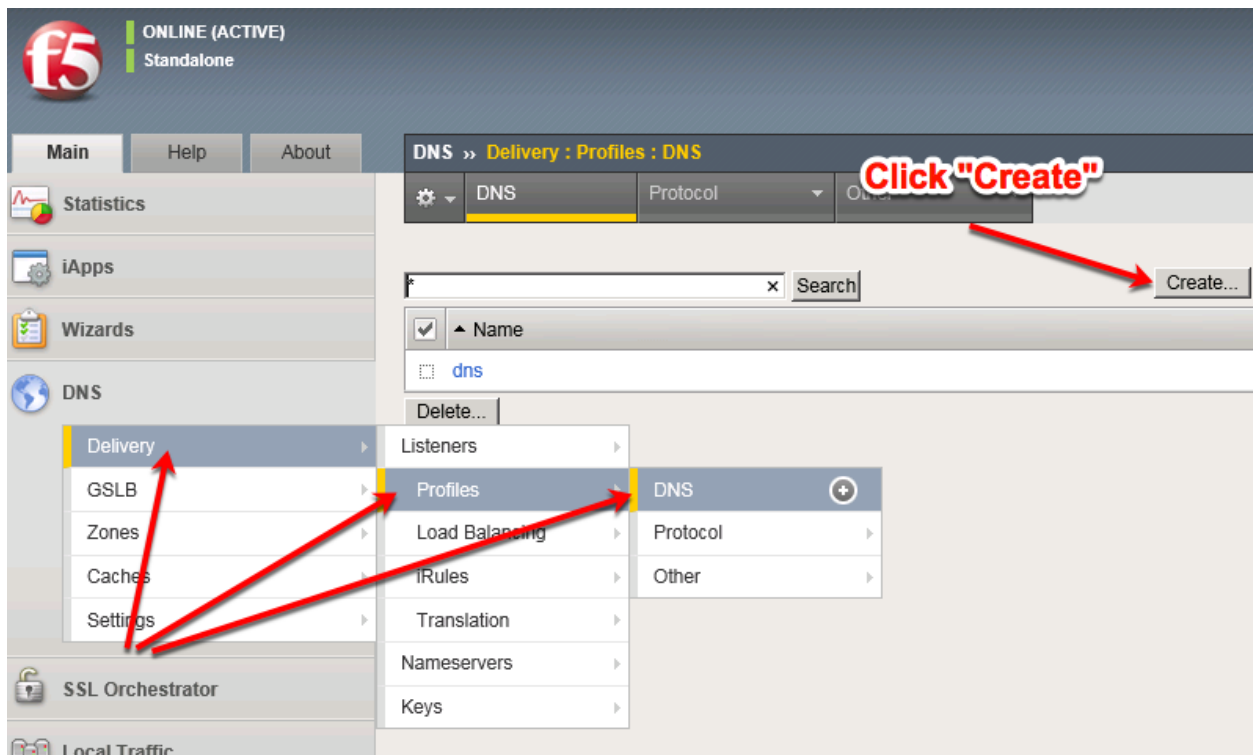 f5
ONLINE (ACTIVE)
Standalone
Main Help About
DNS » Delivery : Profiles : DNS
DNS Protocol
Click "Create"
Statistics
iApps
Wizards
DNS
* × Search Create...
Name
dns
Delete...
Delivery
GSLB
Zones
Caches
Settings
Listeners
Profiles
Load Balancing
iRules
Translation
Nameservers
Keys
DNS
Protocol
Other
SSL Orchestrator
Local Traffic